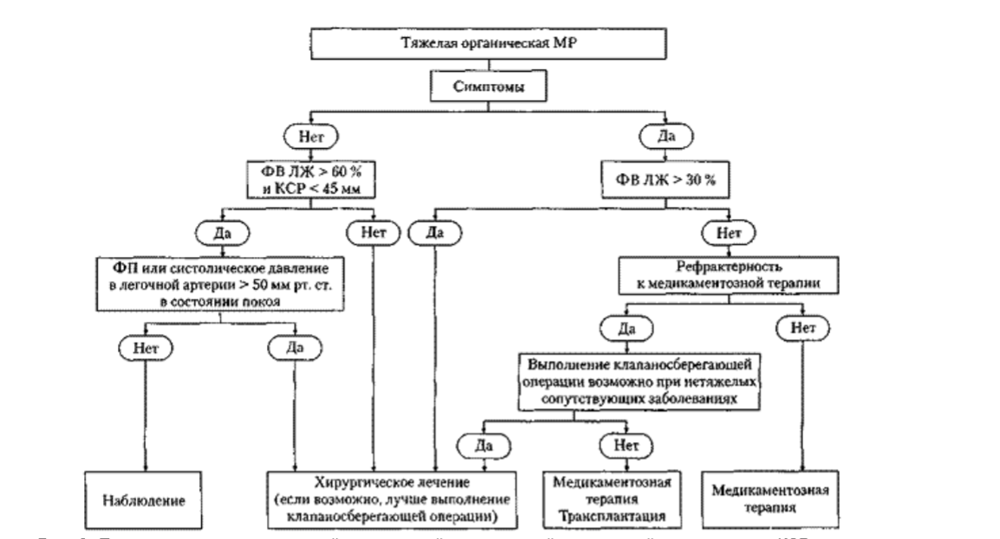 Тяжелая органическая МР
Симптомы
Нет
Да
ФВ ЛЖ > 60 %
и КСР < 45 мм
ФВ ЛЖ > 30 %
Да
Нет
Да
Нет
ФП или систолическое давление
в легочной артерии > 50 мм рт. ст.
в состоянии покоя
Рефрактерность
к медикаментозной терапии
Нет
Да
Да
Нет
Выполнение клапаносберегающей
операции возможно при нетяжелых
сопутствующих заболеваниях
Да
Нет
Наблюдение
Хирургическое лечение
(если возможно, лучше выполнение
клапаносберегающей операции)
Медикаментозная
терапия
Трансплантация
Медикаментозная
терапия